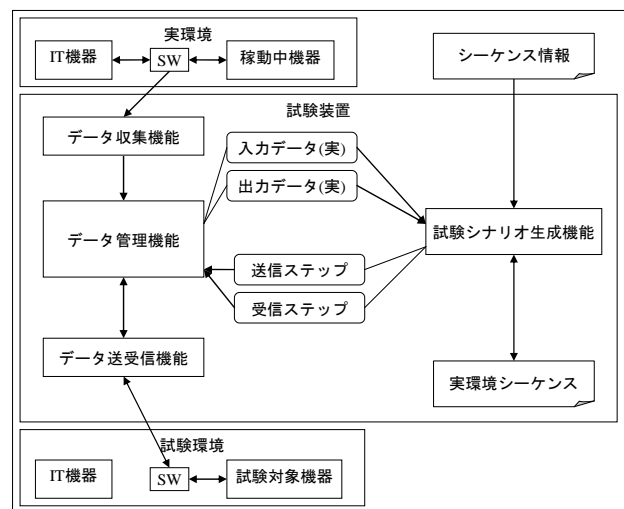 実環境
IT機器
SW
稼動中機器
シーケンス情報
試験装置
データ収集機能
入力データ(実)
出力データ(実)
データ管理機能
試験シナリオ生成機能
送信ステップ
受信ステップ
データ送受信機能
実環境シーケンス
試験環境
IT機器
SW
試験対象機器